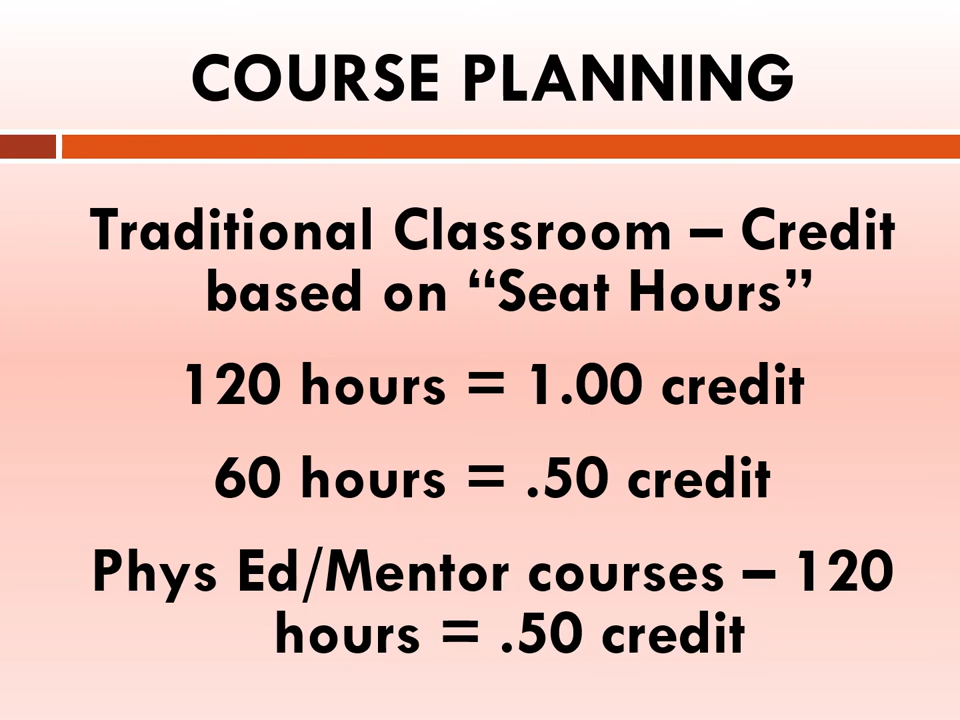 COURSE PLANNING
Traditional Classroom – Credit
based on “Seat Hours”
120 hours = 1.00 credit
60 hours = .50 credit
Phys Ed/Mentor courses – 120
hours = .50 credit